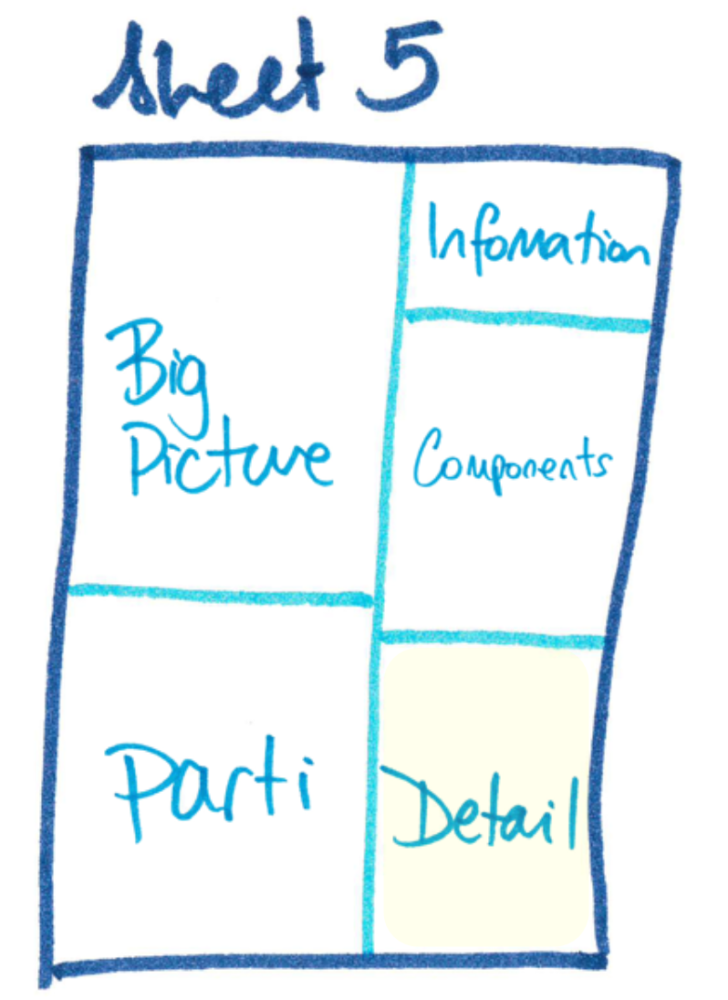 Sheet 5
Infomation
Big
Picture
Components
Parti
Detail